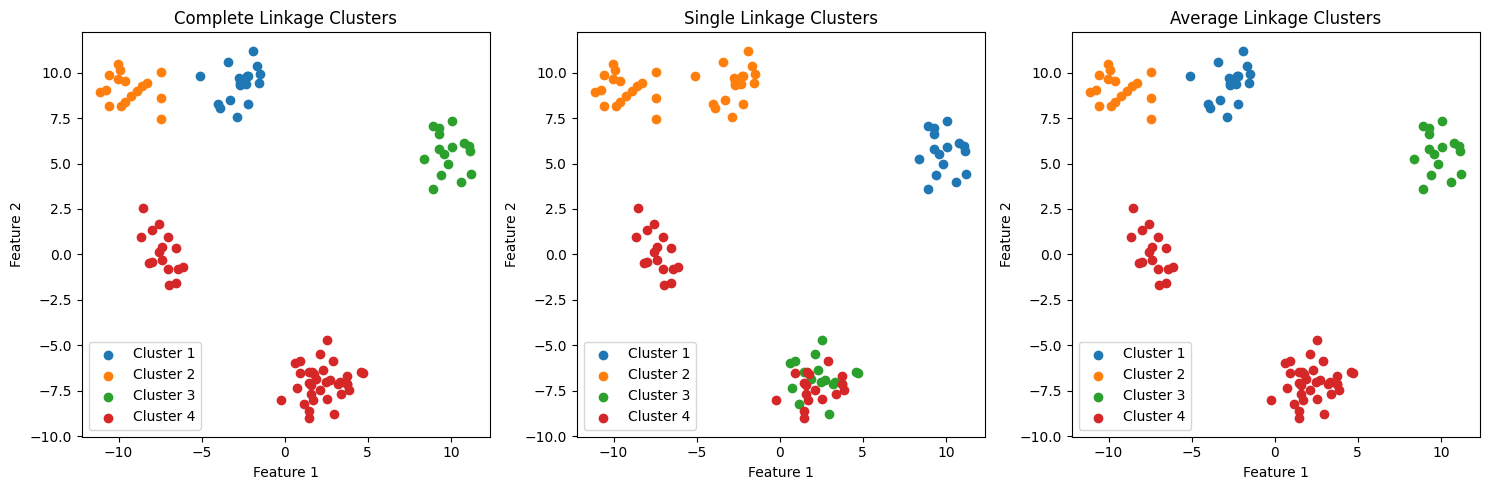 Complete Linkage Clusters
Feature 2
10.0
7.5
5.0
2.5
0.0
−2.5
−5.0
−7.5
−10.0
Cluster 1
Cluster 2
Cluster 3
Cluster 4
−10
−5
0
5
10
Feature 1
Single Linkage Clusters
Feature 2
10.0
7.5
5.0
2.5
0.0
−2.5
−5.0
−7.5
−10.0
Cluster 1
Cluster 2
Cluster 3
Cluster 4
−10
−5
0
5
10
Feature 1
Average Linkage Clusters
Feature 2
10.0
7.5
5.0
2.5
0.0
−2.5
−5.0
−7.5
−10.0
Cluster 1
Cluster 2
Cluster 3
Cluster 4
−10
−5
0
5
10
Feature 1